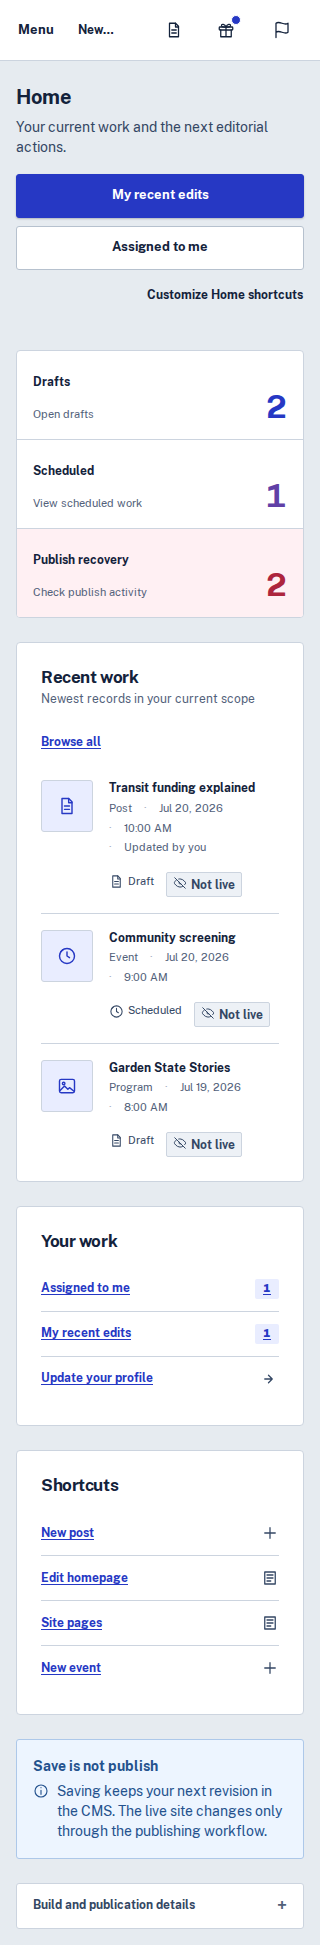 Menu New...
Home
Your current work and the next editorial
actions.
My recent edits
Assigned to me
Customize Home shortcuts
Drafts
Open drafts 2
Scheduled
View scheduled work 1
Publish recovery
Check publish activity 2
Recent work
Newest records in your current scope
Browse all
Transit funding explained
Post · Jul 20, 2026
· 10:00 AM
· Updated by you
Draft Not live
Community screening
Event · Jul 20, 2026
· 9:00 AM
Scheduled Not live
Garden State Stories
Program · Jul 19, 2026
· 8:00 AM
Draft Not live
Your work
Assigned to me 1
My recent edits 1
Update your profile →
Shortcuts
New post +
Edit homepage
Site pages
New event +
Save is not publish
Saving keeps your next revision in
the CMS. The live site changes only
through the publishing workflow.
Build and publication details +